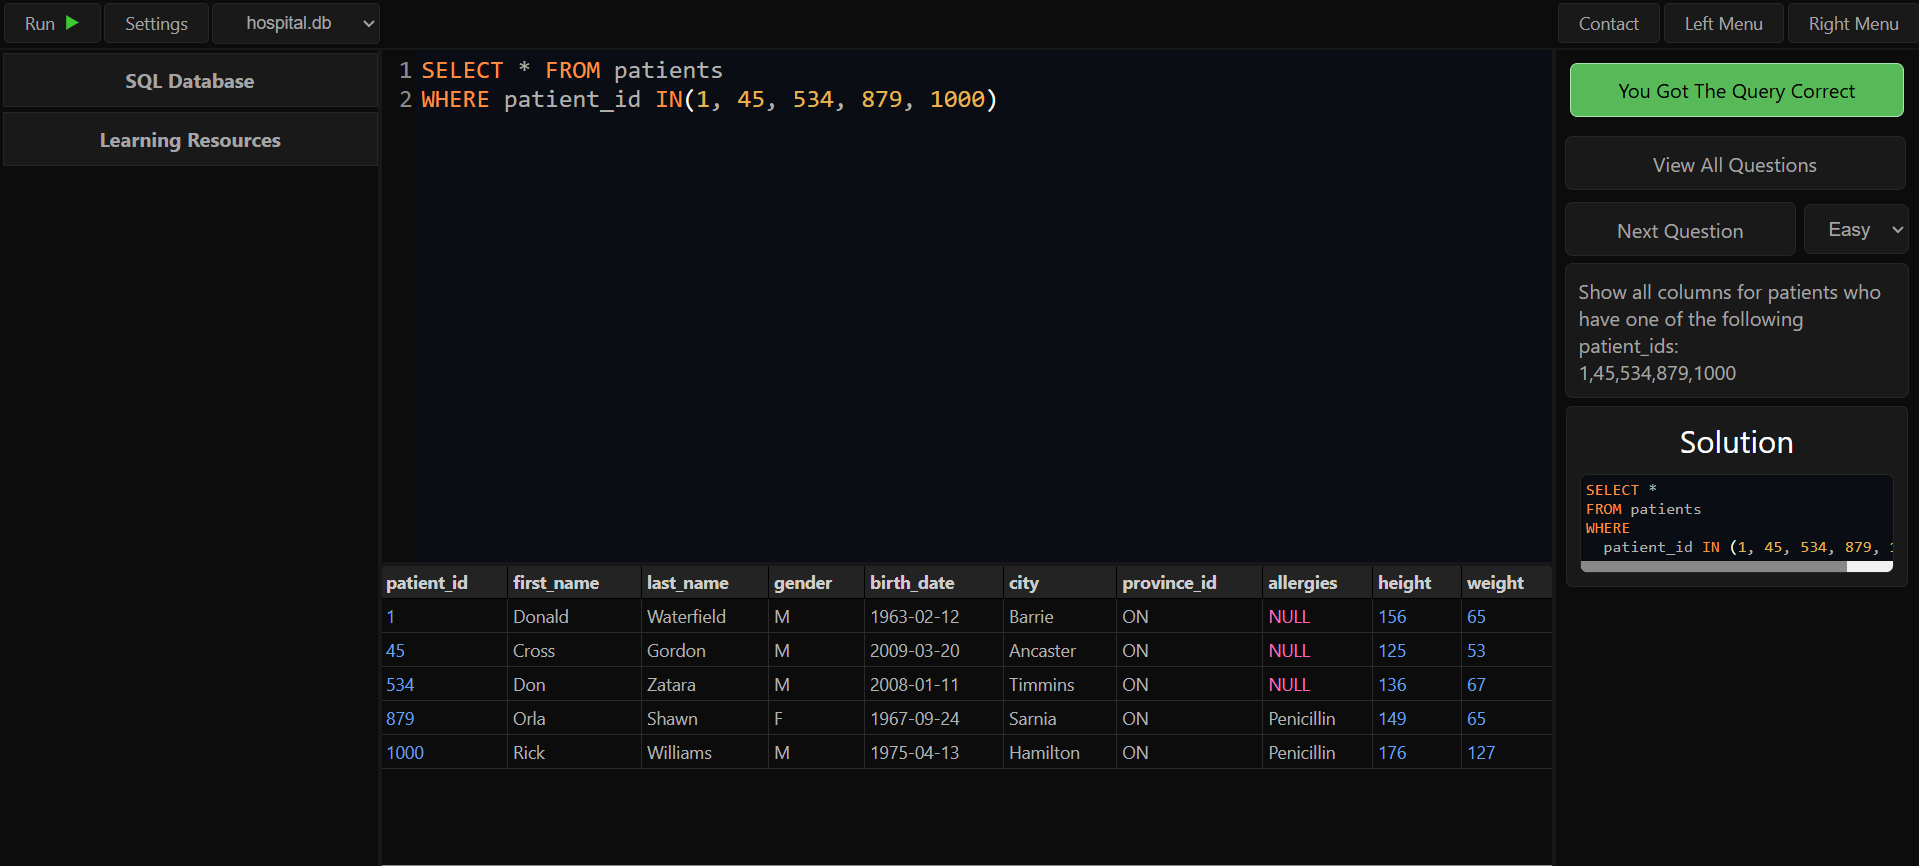 Run Settings hospital.db Contact Left Menu Right Menu
SQL Database
Learning Resources
1 SELECT * FROM patients
2 WHERE patient_id IN(1, 45, 534, 879, 1000)
patient_id first_name last_name gender birth_date city province_id allergies height weight
1 Donald Waterfield M 1963-02-12 Barrie ON NULL 156 65
45 Cross Gordon M 2009-03-20 Ancaster ON NULL 125 53
534 Don Zatara M 2008-01-11 Timmins ON NULL 136 67
879 Orla Shawn F 1967-09-24 Sarnia ON Penicillin 149 65
1000 Rick Williams M 1975-04-13 Hamilton ON Penicillin 176 127
You Got The Query Correct
View All Questions
Next Question Easy
Show all columns for patients who
have one of the following
patient_ids:
1,45,534,879,1000
Solution
SELECT *
FROM patients
WHERE
patient_id IN (1, 45, 534, 879,